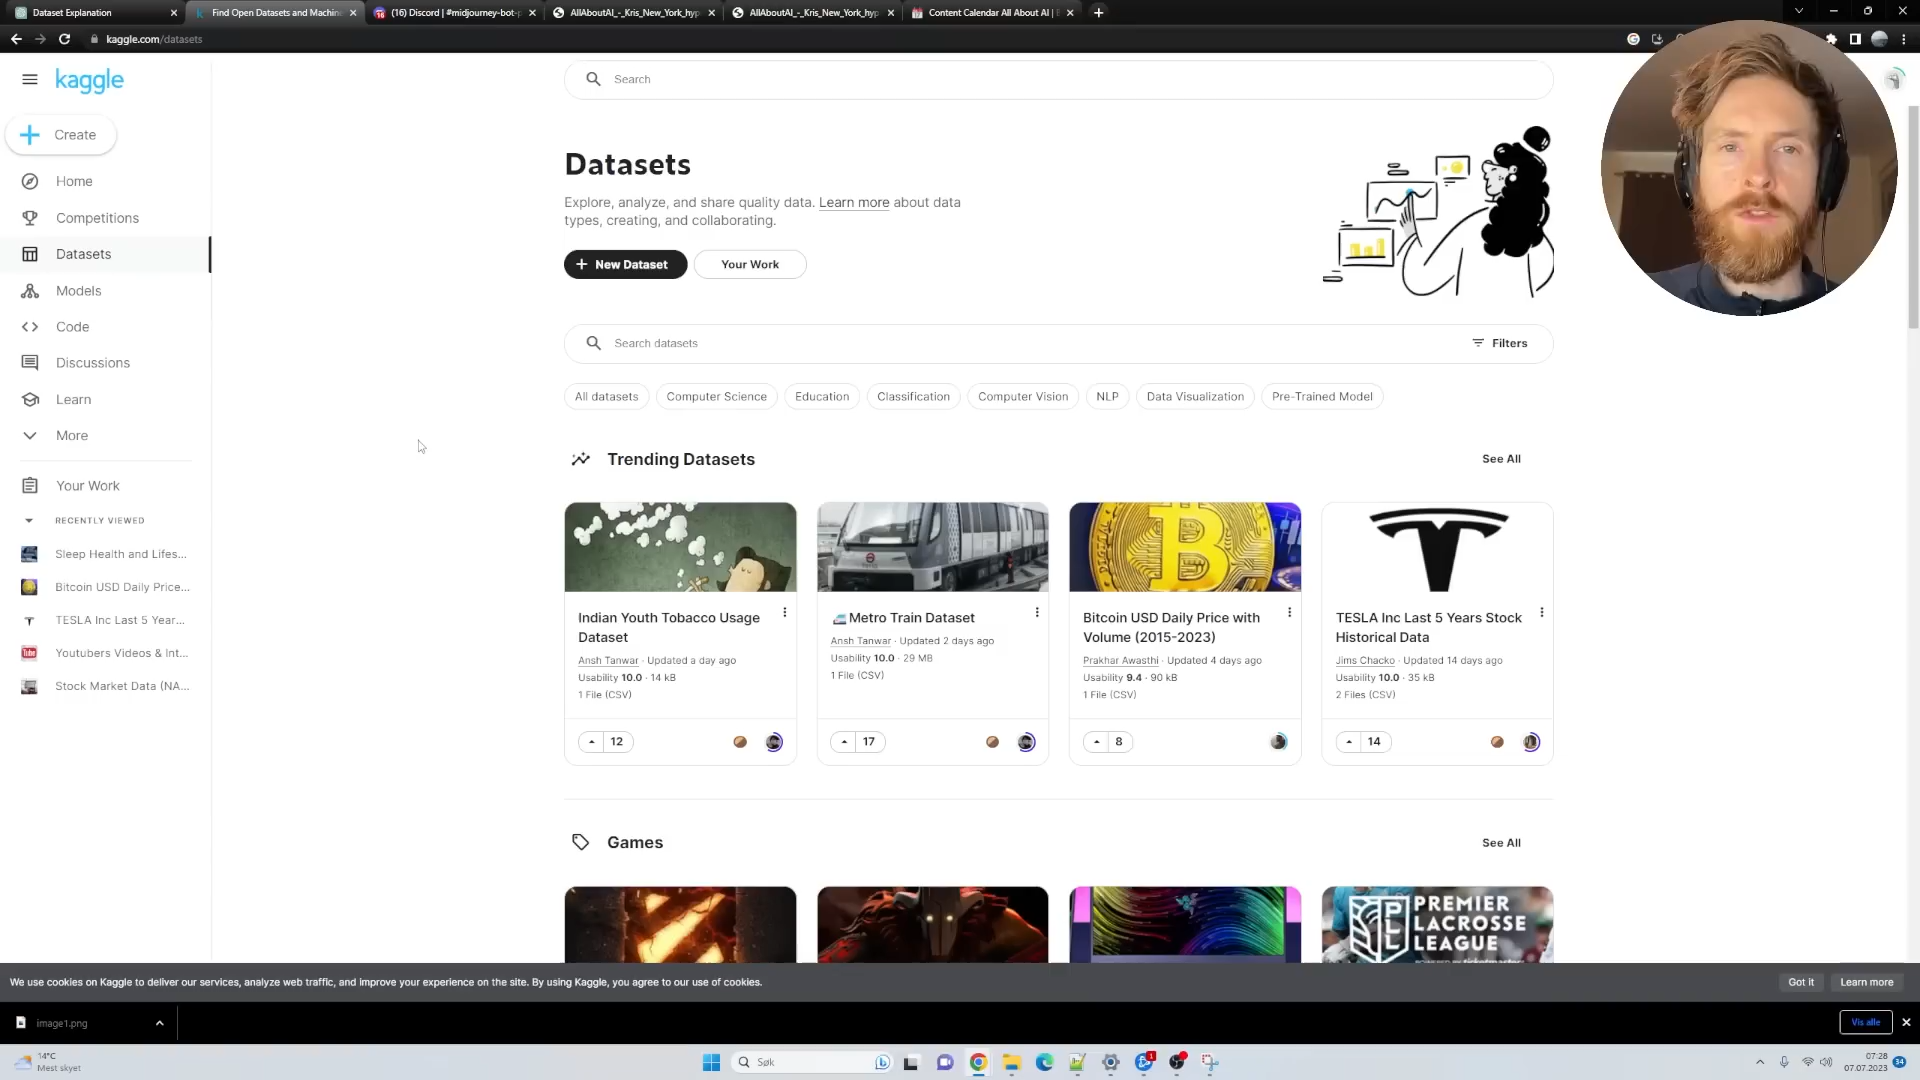 Dataset Explanation
Find Open Datasets and Machine
(16) Discord | #midjourney-bot-p
AllAboutAI_-_Kris_New_York_hyp
AllAboutAI_-_Kris_New_York_hyp
Content Calendar All About AI |
kaggle.com/datasets
kaggle
Search
Create
Home
Competitions
Datasets
Models
Code
Discussions
Learn
More
Your Work
RECENTLY VIEWED
Sleep Health and Lifes...
Bitcoin USD Daily Price...
TESLA Inc Last 5 Year...
Youtubers Videos & Int...
Stock Market Data (NA...
Datasets
Explore, analyze, and share quality data. Learn more about data
types, creating, and collaborating.
New Dataset
Your Work
Search datasets
Filters
All datasets
Computer Science
Education
Classification
Computer Vision
NLP
Data Visualization
Pre-Trained Model
Trending Datasets
See All
Indian Youth Tobacco Usage
Dataset
Ansh Tanwar · Updated a day ago
Usability 10.0 · 14 kB
1 File (CSV)
12
Metro Train Dataset
Ansh Tanwar · Updated 2 days ago
Usability 10.0 · 29 MB
1 File (CSV)
17
Bitcoin USD Daily Price with
Volume (2015-2023)
Prakhar Awasthi · Updated 4 days ago
Usability 9.4 · 90 kB
1 File (CSV)
8
TESLA Inc Last 5 Years Stock
Historical Data
Jims Chacko · Updated 14 days ago
Usability 10.0 · 35 kB
2 Files (CSV)
14
Games
See All
PREMIER
LACROSSE
LEAGUE
We use cookies on Kaggle to deliver our services, analyze web traffic, and improve your experience on the site. By using Kaggle, you agree to our use of cookies.
Got it
Learn more
image1.png
Vis alle
14°C
Mest skyet
Søk
07:28
07.07.2023
34